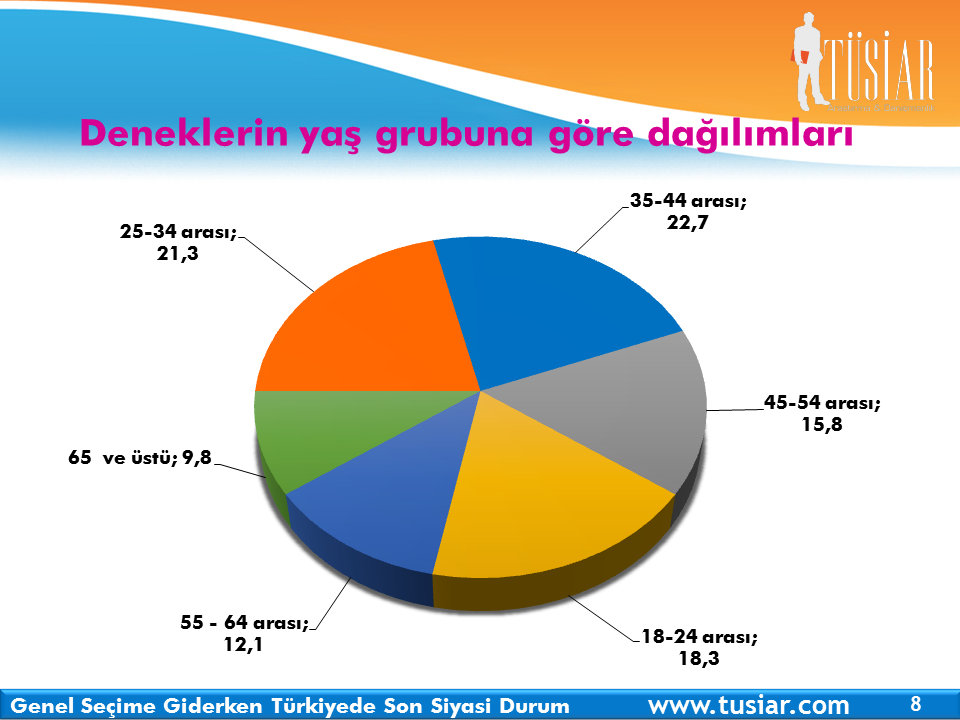 TÜSİAR
Deneklerin yaş grubuna göre dağılımları
35-44 arası;
22,7
25-34 arası;
21,3
45-54 arası;
15,8
65  ve üstü; 9,8
55 - 64 arası;
12,1
18-24 arası;
18,3
Genel Seçime Giderken Türkiyede Son Siyasi Durum
www.tusiar.com
8